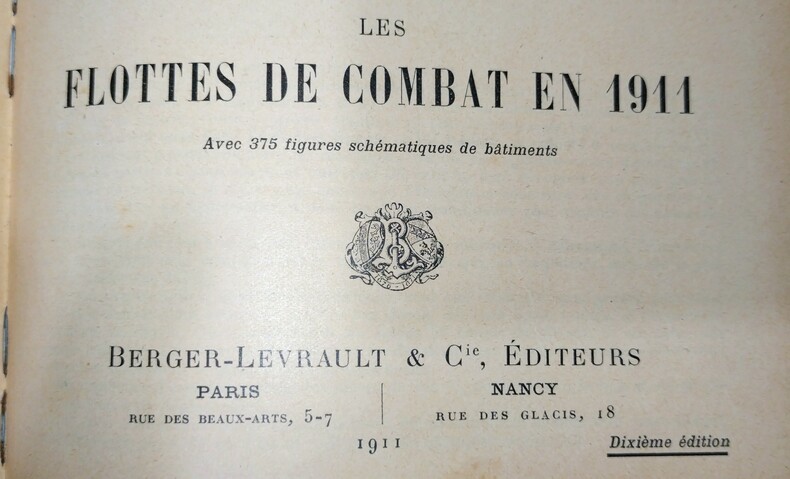 LES
FLOTTES DE COMBAT EN 1911
Avec 375 figures schématiques de bâtiments
BERGER-LEVRAULT & Cie, ÉDITEURS
PARIS
RUE DES BEAUX-ARTS, 5-7
NANCY
RUE DES GLACIS, 18
1911
Dixième édition